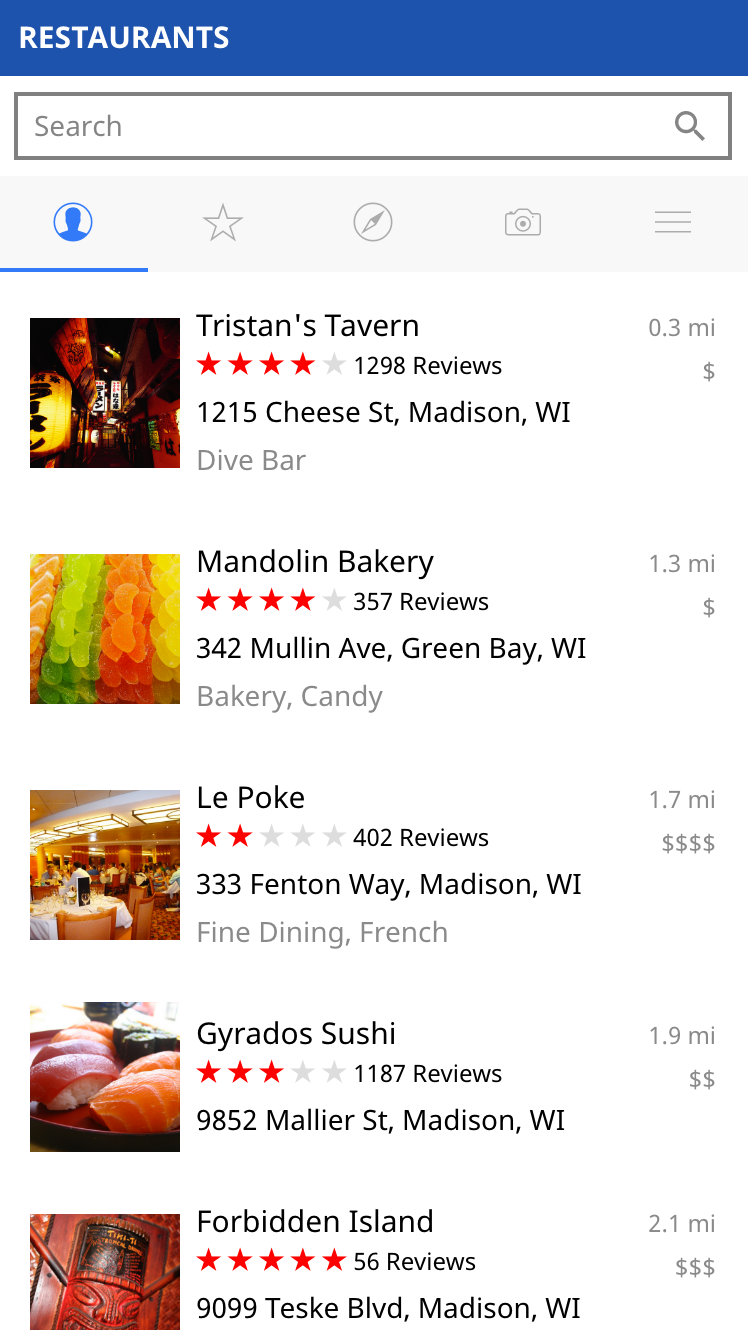 RESTAURANTS
Search
Tristan's Tavern
0.3 mi
1298 Reviews
$
1215 Cheese St, Madison, WI
Dive Bar
Mandolin Bakery
1.3 mi
357 Reviews
$
342 Mullin Ave, Green Bay, WI
Bakery, Candy
Le Poke
1.7 mi
402 Reviews
$$$$
333 Fenton Way, Madison, WI
Fine Dining, French
Gyrados Sushi
1.9 mi
1187 Reviews
$$
9852 Mallier St, Madison, WI
Forbidden Island
2.1 mi
TIKI-TI
56 Reviews
$$$
9099 Teske Blvd, Madison, WI